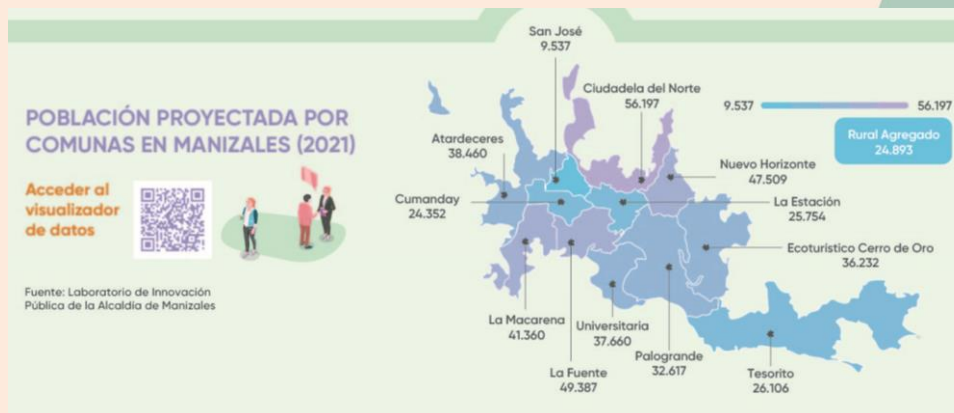 POBLACIÓN PROYECTADA POR
COMUNAS EN MANIZALES (2021)
Acceder al
visualizador
de datos
Fuente: Laboratorio de Innovación
Pública de la Alcaldía de Manizales
San José
9.537
Ciudadela del Norte
56.197
9.537
56.197
Rural Agregado
24.893
Atardeceres
38.460
Nuevo Horizonte
47.509
Cumanday
24.352
La Estación
25.754
Ecoturístico Cerro de Oro
36.232
La Macarena
41.360
Universitaria
37.660
Palogrande
32.617
La Fuente
49.387
Tesorito
26.106